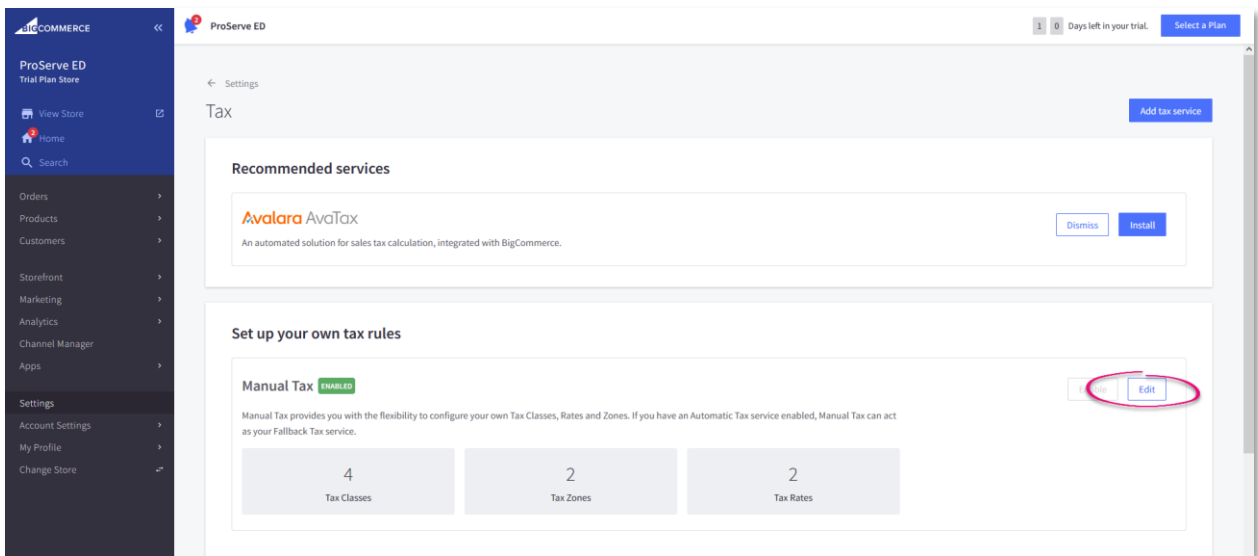 BIGCOMMERCE
2
ProServe ED
1 0 Days left in your trial.
Select a Plan
ProServe ED
Trial Plan Store
View Store
2
Home
Search
Orders
Products
Customers
Storefront
Marketing
Analytics
Channel Manager
Apps
Settings
Account Settings
My Profile
Change Store
Settings
Tax
Add tax service
Recommended services
Avalara AvaTax
An automated solution for sales tax calculation, integrated with BigCommerce.
Dismiss
Install
Set up your own tax rules
Manual Tax ENABLED
Edit
Manual Tax provides you with the flexibility to configure your own Tax Classes, Rates and Zones. If you have an Automatic Tax service enabled, Manual Tax can act
as your Fallback Tax service.
4
Tax Classes
2
Tax Zones
2
Tax Rates